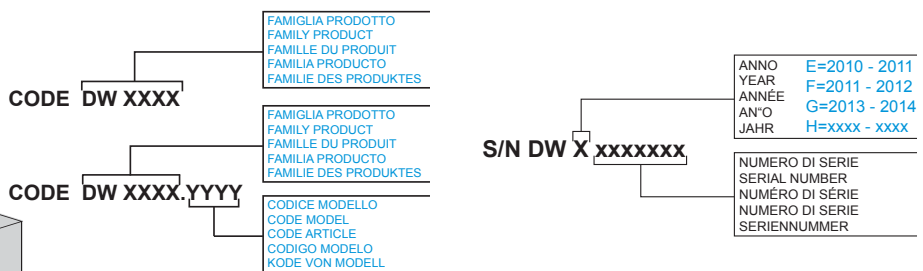 FAMIGLIA PRODOTTO
FAMILY PRODUCT
FAMILLE DU PRODUIT
FAMILIA PRODUCTO
FAMILIE DES PRODUKTES
CODE DW XXXX
FAMIGLIA PRODOTTO
FAMILY PRODUCT
FAMILLE DU PRODUIT
FAMILIA PRODUCTO
FAMILIE DES PRODUKTES
CODE DW XXXX.YYYY
CODICE MODELLO
CODE MODEL
CODE ARTICLE
CODIGO MODELO
KODE VON MODELL
ANNO
YEAR
ANNÉE
AN"O
JAHR
E=2010 - 2011
F=2011 - 2012
G=2013 - 2014
H=xxxx - xxxx
S/N DW X xxxxxxx
NUMERO DI SERIE
SERIAL NUMBER
NUMÉRO DI SÉRIE
NUMERO DI SERIE
SERIENNUMMER